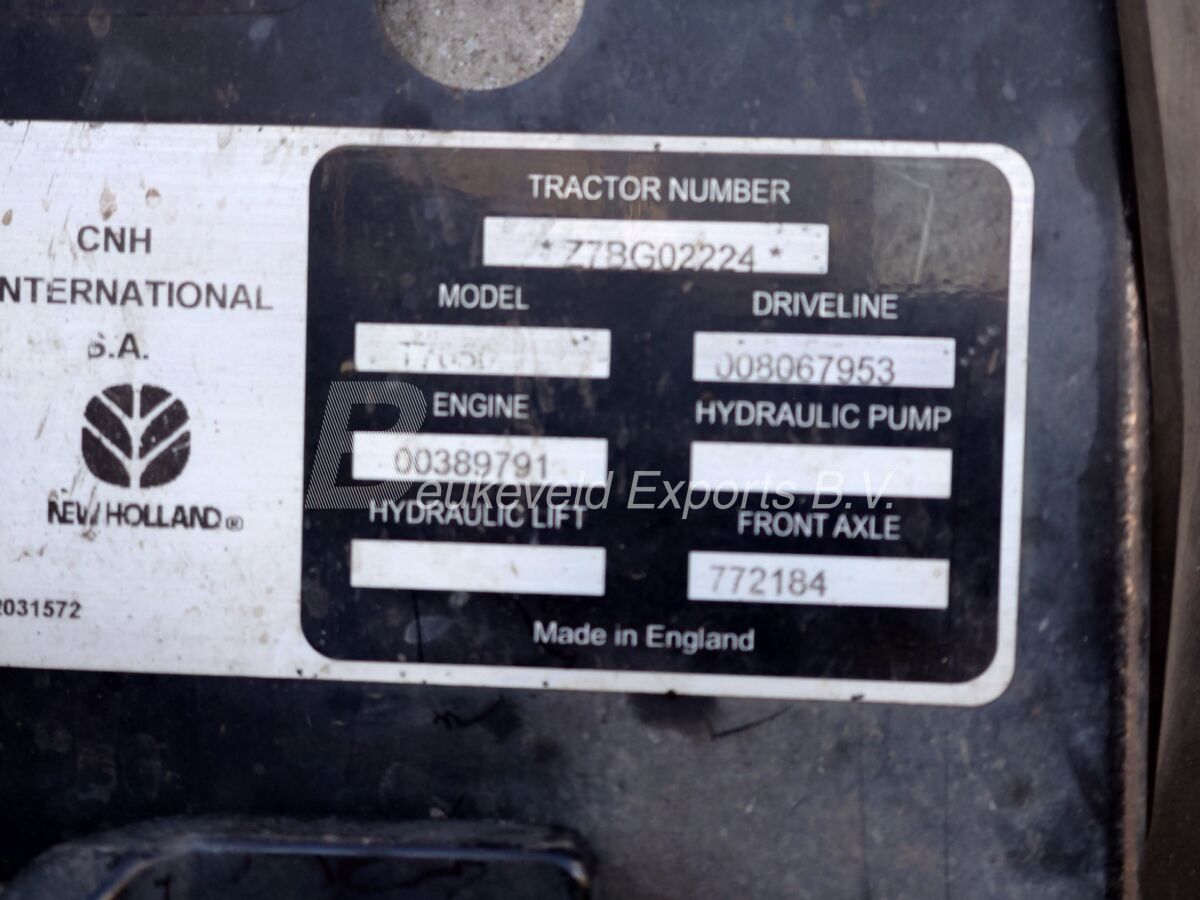 CNH
NTERNATIONAL
S.A.
NEW HOLLAND®
2031572
TRACTOR NUMBER
*Z7BG02224*
MODEL
DRIVELINE
008067953
ENGINE
HYDRAULIC PUMP
00389791
HYDRAULIC LIFT
FRONT AXLE
772184
Made in England
Beukeveld Exports B.V.